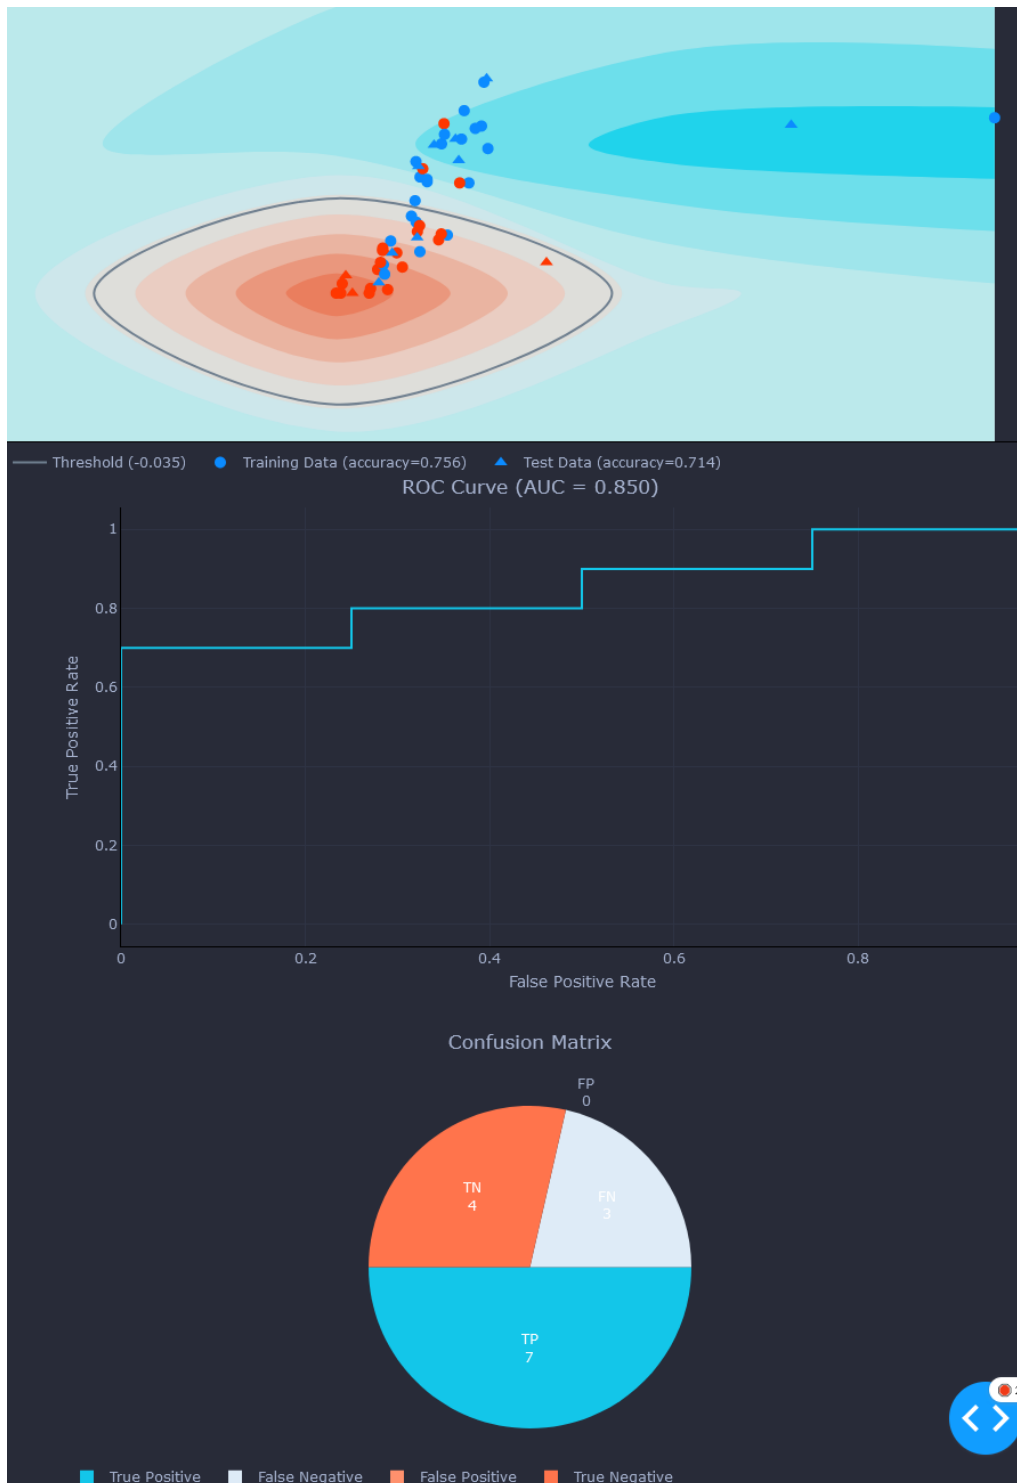 Threshold (-0.035) Training Data (accuracy=0.756) Test Data (accuracy=0.714)
ROC Curve (AUC = 0.850)
1
0.8
0.6
0.4
0.2
0
True Positive Rate
0 0.2 0.4 0.6 0.8
False Positive Rate
Confusion Matrix
FP
0
TN
4
FN
3
TP
7
True Positive False Negative False Positive True Negative